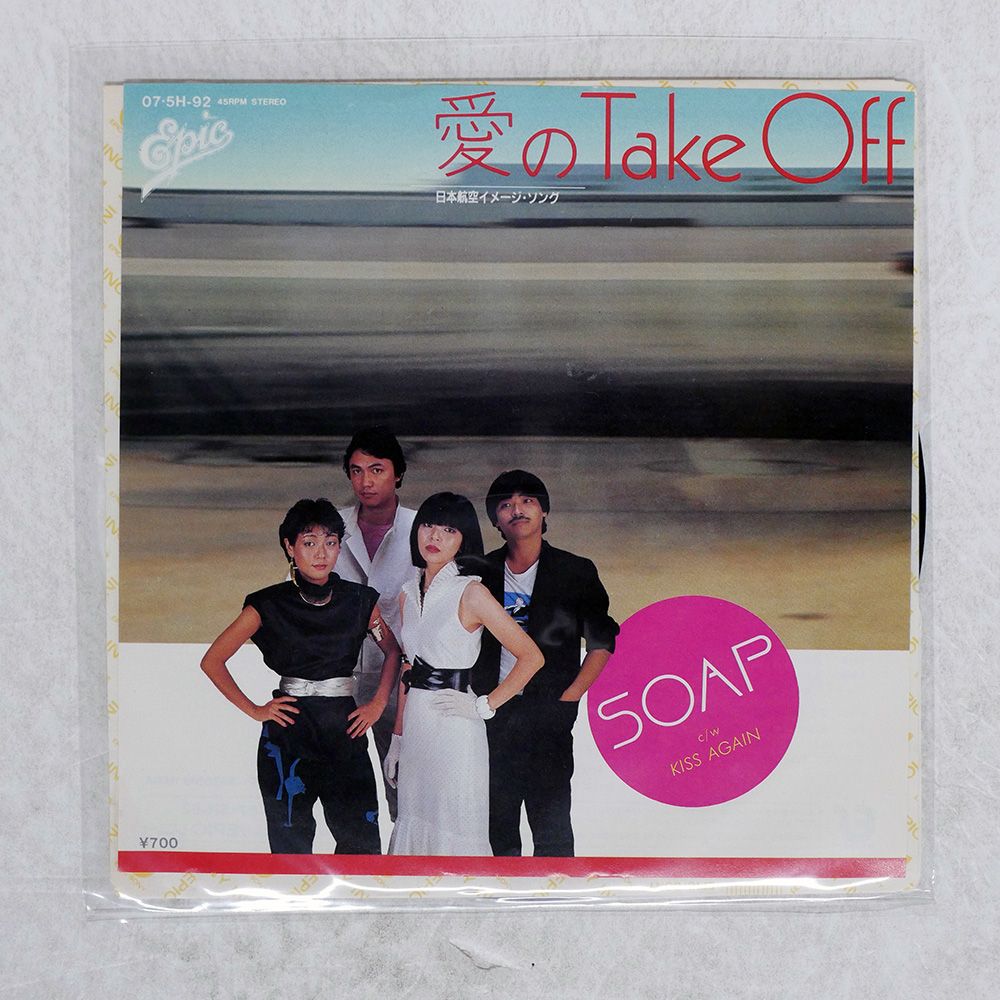 07·5H-92 45RPM STEREO
Epic
愛のTake Off
日本航空イメージ・ソング
SOAP
c/w
KISS AGAIN
¥700